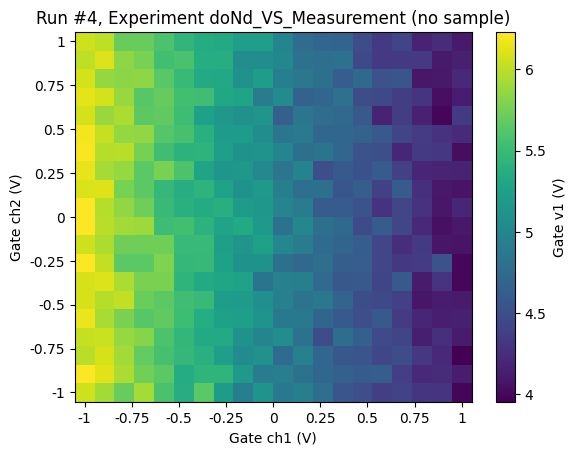 Run #4, Experiment doNd_VS_Measurement (no sample)
1
0.75
0.5
0.25
0
-0.25
-0.5
-0.75
-1
Gate ch2 (V)
-1 -0.75 -0.5 -0.25 0 0.25 0.5 0.75 1
Gate ch1 (V)
6
5.5
5
4.5
4
Gate v1 (V)